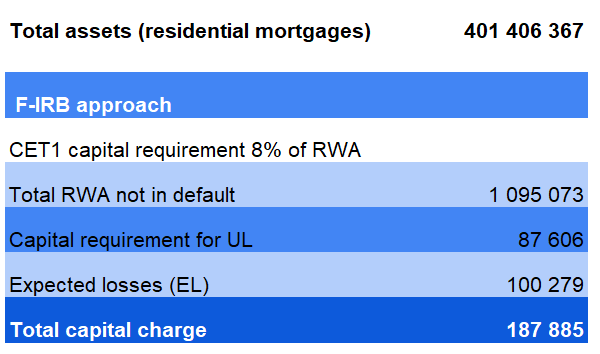 Total assets (residential mortgages) 401 406 367
F-IRB approach
CET1 capital requirement 8% of RWA
Total RWA not in default 1 095 073
Capital requirement for UL 87 606
Expected losses (EL) 100 279
Total capital charge 187 885